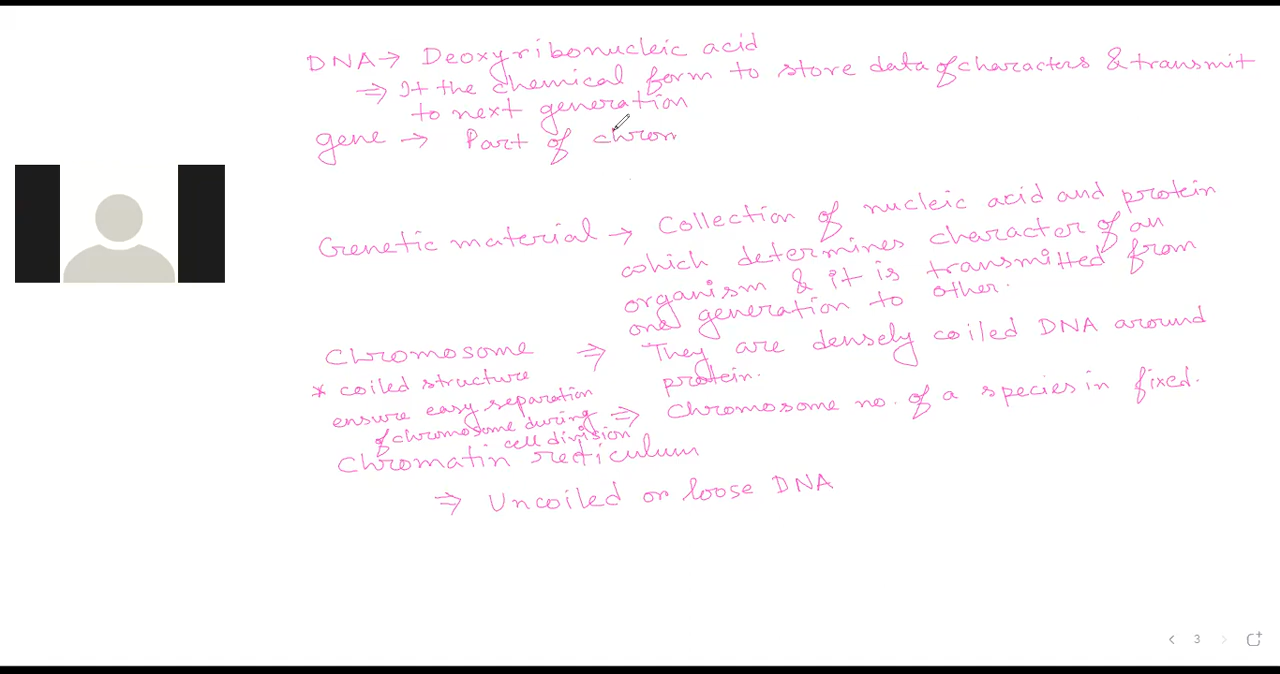 DNA → Deoxyribonucleic acid
⇒ It the chemical form to store data of characters & transmit
to next generation
gene → Part of chrom
Genetic material → Collection of nucleic acid and protein
which determines character of an
organism & it is transmitted from
one generation to other.
Chromosome ⇒ They are densely coiled DNA around
protein.
* coiled structure
ensure easy separation
of chromosome during
cell division
⇒ Chromosome no. of a species in fixed.
Chromatin recticulum
⇒ Uncoiled or loose DNA
< 3 >